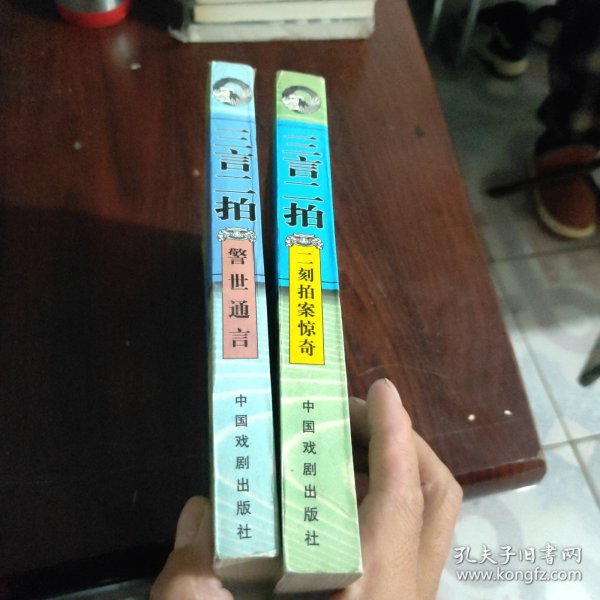 三言二拍
警世通言
中国戏剧出版社
三言二拍
二刻拍案惊奇
中国戏剧出版社
孔夫子旧书网
www.kongfz.com